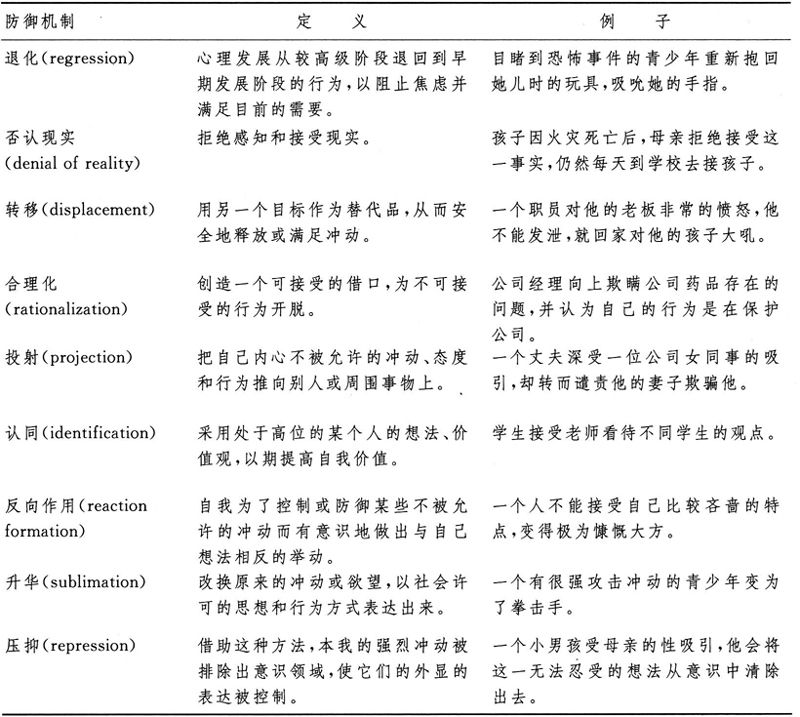 防御机制 定义 例子
退化(regression) 心理发展从较高级阶段退回到早 目睹到恐怖事件的青少年重新抱回
期发展阶段的行为,以阻止焦虑并 她儿时的玩具,吸吮她的手指。
满足目前的需要。
否认现实 拒绝感知和接受现实。 孩子因火灾死亡后,母亲拒绝接受这
(denial of reality) 一事实,仍然每天到学校去接孩子。
转移(displacement) 用另一个目标作为替代品,从而安 一个职员对他的老板非常的愤怒,他
全地释放或满足冲动。 不能发泄,就回家对他的孩子大吼。
合理化 创造一个可接受的借口,为不可接 公司经理向上欺瞒公司药品存在的
(rationalization) 受的行为开脱。 问题,并认为自己的行为是在保护
公司。
投射(projection) 把自己内心不被允许的冲动、态度 一个丈夫深受一位公司女同事的吸
和行为推向别人或周围事物上。 引,却转而谴责他的妻子欺骗他。
认同(identification) 采用处于高位的某个人的想法、价 学生接受老师看待不同学生的观点。
值观,以期提高自我价值。
反向作用(reaction 自我为了控制或防御某些不被允 一个人不能接受自己比较吝啬的特
formation) 许的冲动而有意识地做出与自己 点,变得极为慷慨大方。
想法相反的举动。
升华(sublimation) 改换原来的冲动或欲望,以社会许 一个有很强攻击冲动的青少年变为
可的思想和行为方式表达出来。 了拳击手。
压抑(repression) 借助这种方法,本我的强烈冲动被 一个小男孩受母亲的性吸引,他会将
排除出意识领域,使它们的外显的 这一无法忍受的想法从意识中清除
表达被控制。 出去。